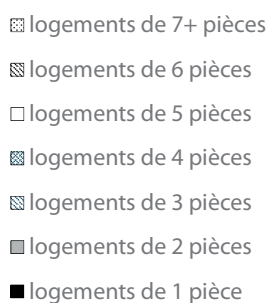 logements de 7+ pièces
logements de 6 pièces
logements de 5 pièces
logements de 4 pièces
logements de 3 pièces
logements de 2 pièces
logements de 1 pièce